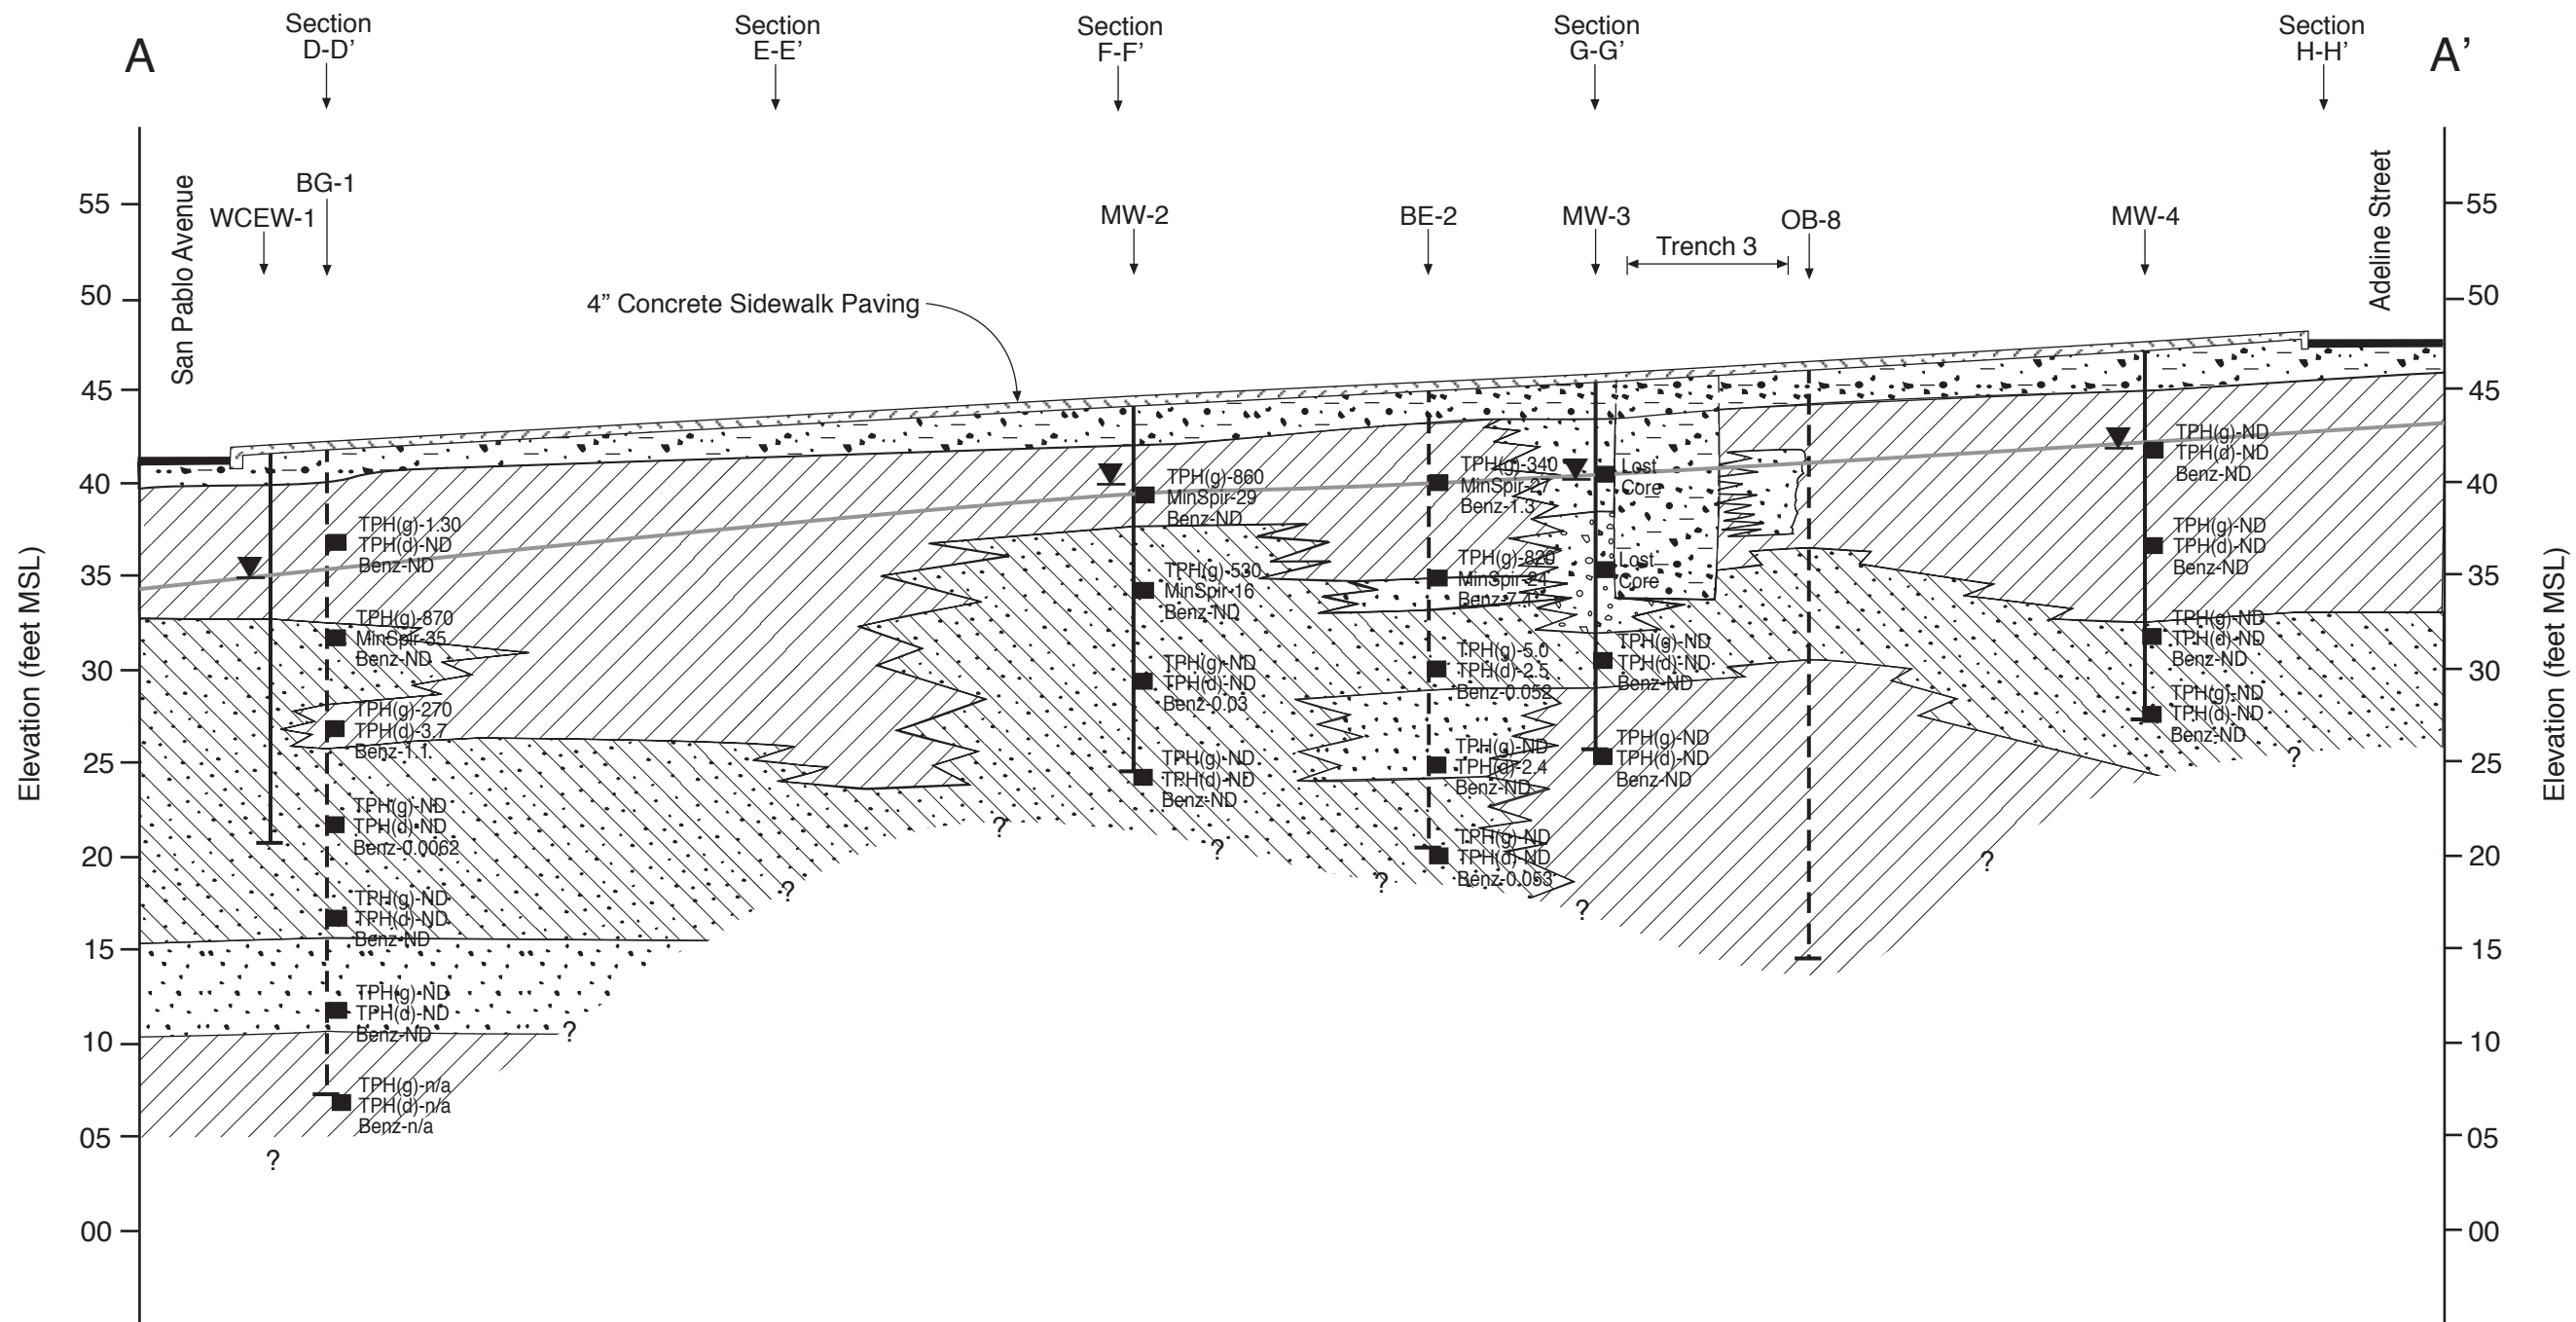 A
Section
D-D’
Section
E-E’
Section
F-F’
Section
G-G’
Section
H-H’
A’
San Pablo Avenue
WCEW-1
BG-1
MW-2
BE-2
MW-3
Trench 3
OB-8
MW-4
Adeline Street
4” Concrete Sidewalk Paving
Elevation (feet MSL)
55
50
45
40
35
30
25
20
15
10
05
00
TPH(g)-1.30
TPH(d)-ND
Benz-ND
TPH(g)-870
MinSpir-35
Benz-ND
TPH(g)-270
TPH(d)-3.7
Benz-1.1
TPH(g)-ND
TPH(d)-ND
Benz-0.0062
TPH(g)-ND
TPH(d)-ND
Benz-ND
TPH(g)-ND
TPH(d)-ND
Benz-ND
TPH(g)-n/a
TPH(d)-n/a
Benz-n/a
?
?
?
?
?
?
?
?
?
TPH(g)-860
MinSpir-29
Benz-ND
TPH(g)-530
MinSpir-16
Benz-ND
TPH(g)-ND
TPH(d)-ND
Benz-0.03
TPH(g)-ND
TPH(d)-ND
Benz-ND
TPH(g)-340
MinSpir-27
Benz-1.3
TPH(g)-820
MinSpir-24
Benz-7.4
TPH(g)-5.0
TPH(d)-2.5
Benz-0.052
TPH(g)-ND
TPH(d)-2.4
Benz-ND
TPH(g)-ND
TPH(d)-ND
Benz-0.053
Lost
Core
Lost
Core
TPH(g)-ND
TPH(d)-ND
Benz-ND
TPH(g)-ND
TPH(d)-ND
Benz-ND
TPH(g)-ND
TPH(d)-ND
Benz-ND
TPH(g)-ND
TPH(d)-ND
Benz-ND
TPH(g)-ND
TPH(d)-ND
Benz-ND
TPH(g)-ND
TPH(d)-ND
Benz-ND
55
50
45
40
35
30
25
20
15
10
05
00
Elevation (feet MSL)